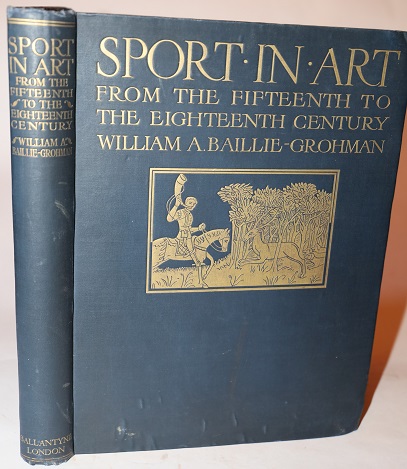 SPORT
IN ART
FROM THE
FIFTEENTH
TO THE
EIGHTEENTH
CENTURY
WILLIAM A.
BAILLIE-GROHMAN
BALLANTYNE
LONDON
SPORT·IN·ART
FROM THE FIFTEENTH TO
THE EIGHTEENTH CENTURY
WILLIAM A. BAILLIE-GROHMAN